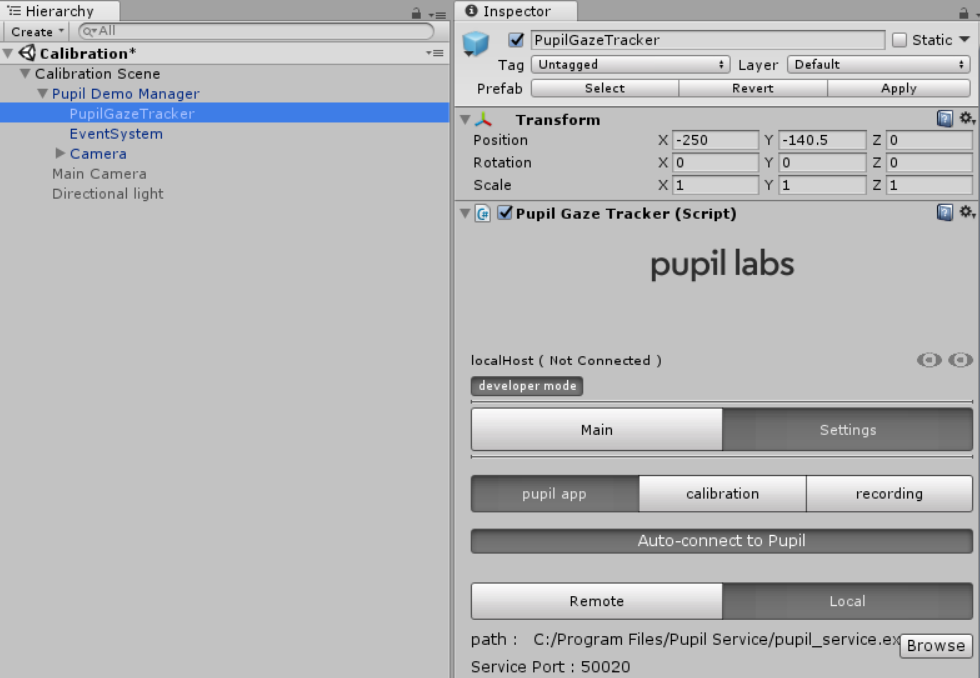 Hierarchy
Create All
Calibration*
Calibration Scene
Pupil Demo Manager
PupilGazeTracker
EventSystem
Camera
Main Camera
Directional light
Inspector
PupilGazeTracker Static
Tag Untagged Layer Default
Prefab Select Revert Apply
Transform
Position X -250 Y -140.5 Z 0
Rotation X 0 Y 0 Z 0
Scale X 1 Y 1 Z 1
Pupil Gaze Tracker (Script)
pupil labs
localHost ( Not Connected )
developer mode
Main Settings
pupil app calibration recording
Auto-connect to Pupil
Remote Local
path : C:/Program Files/Pupil Service/pupil_service.ex Browse
Service Port : 50020